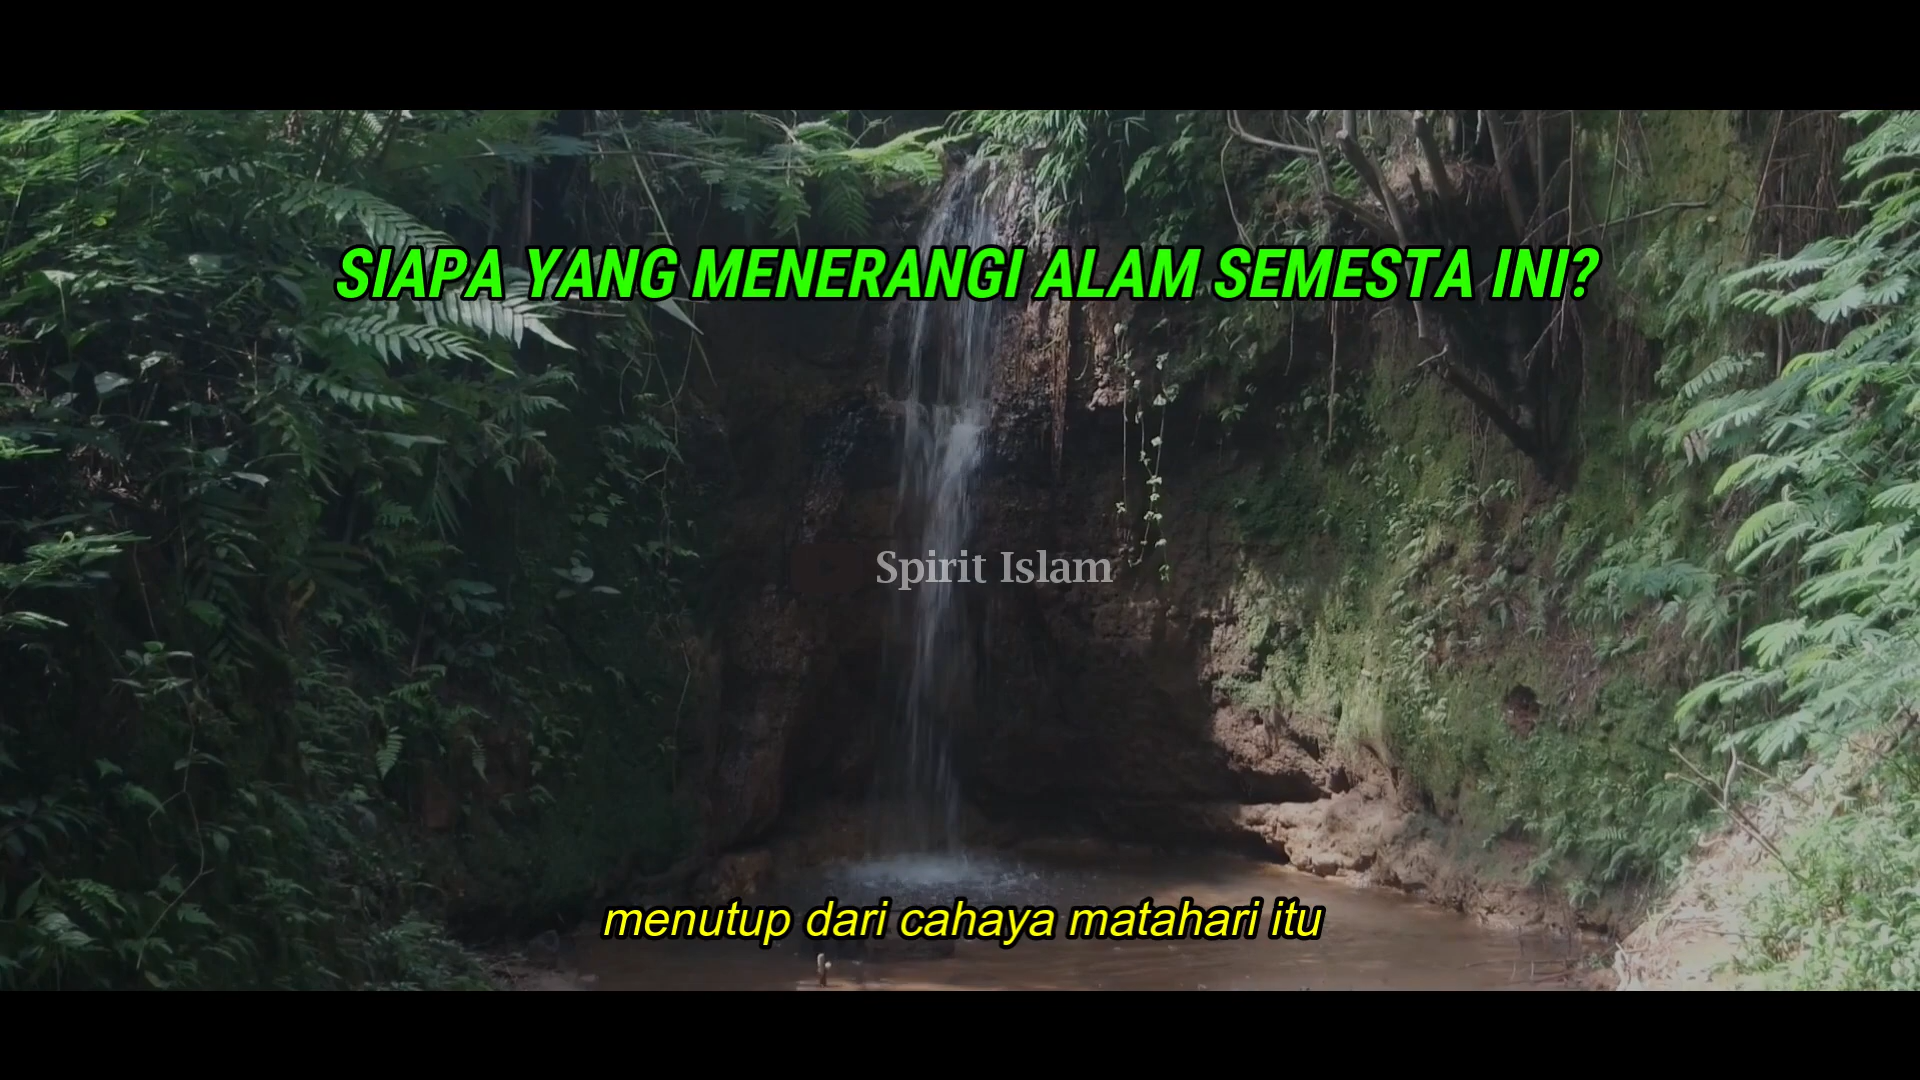 SIAPA YANG MENERANGI ALAM SEMESTA INI?
Spirit Islam
menutup dari cahaya matahari itu